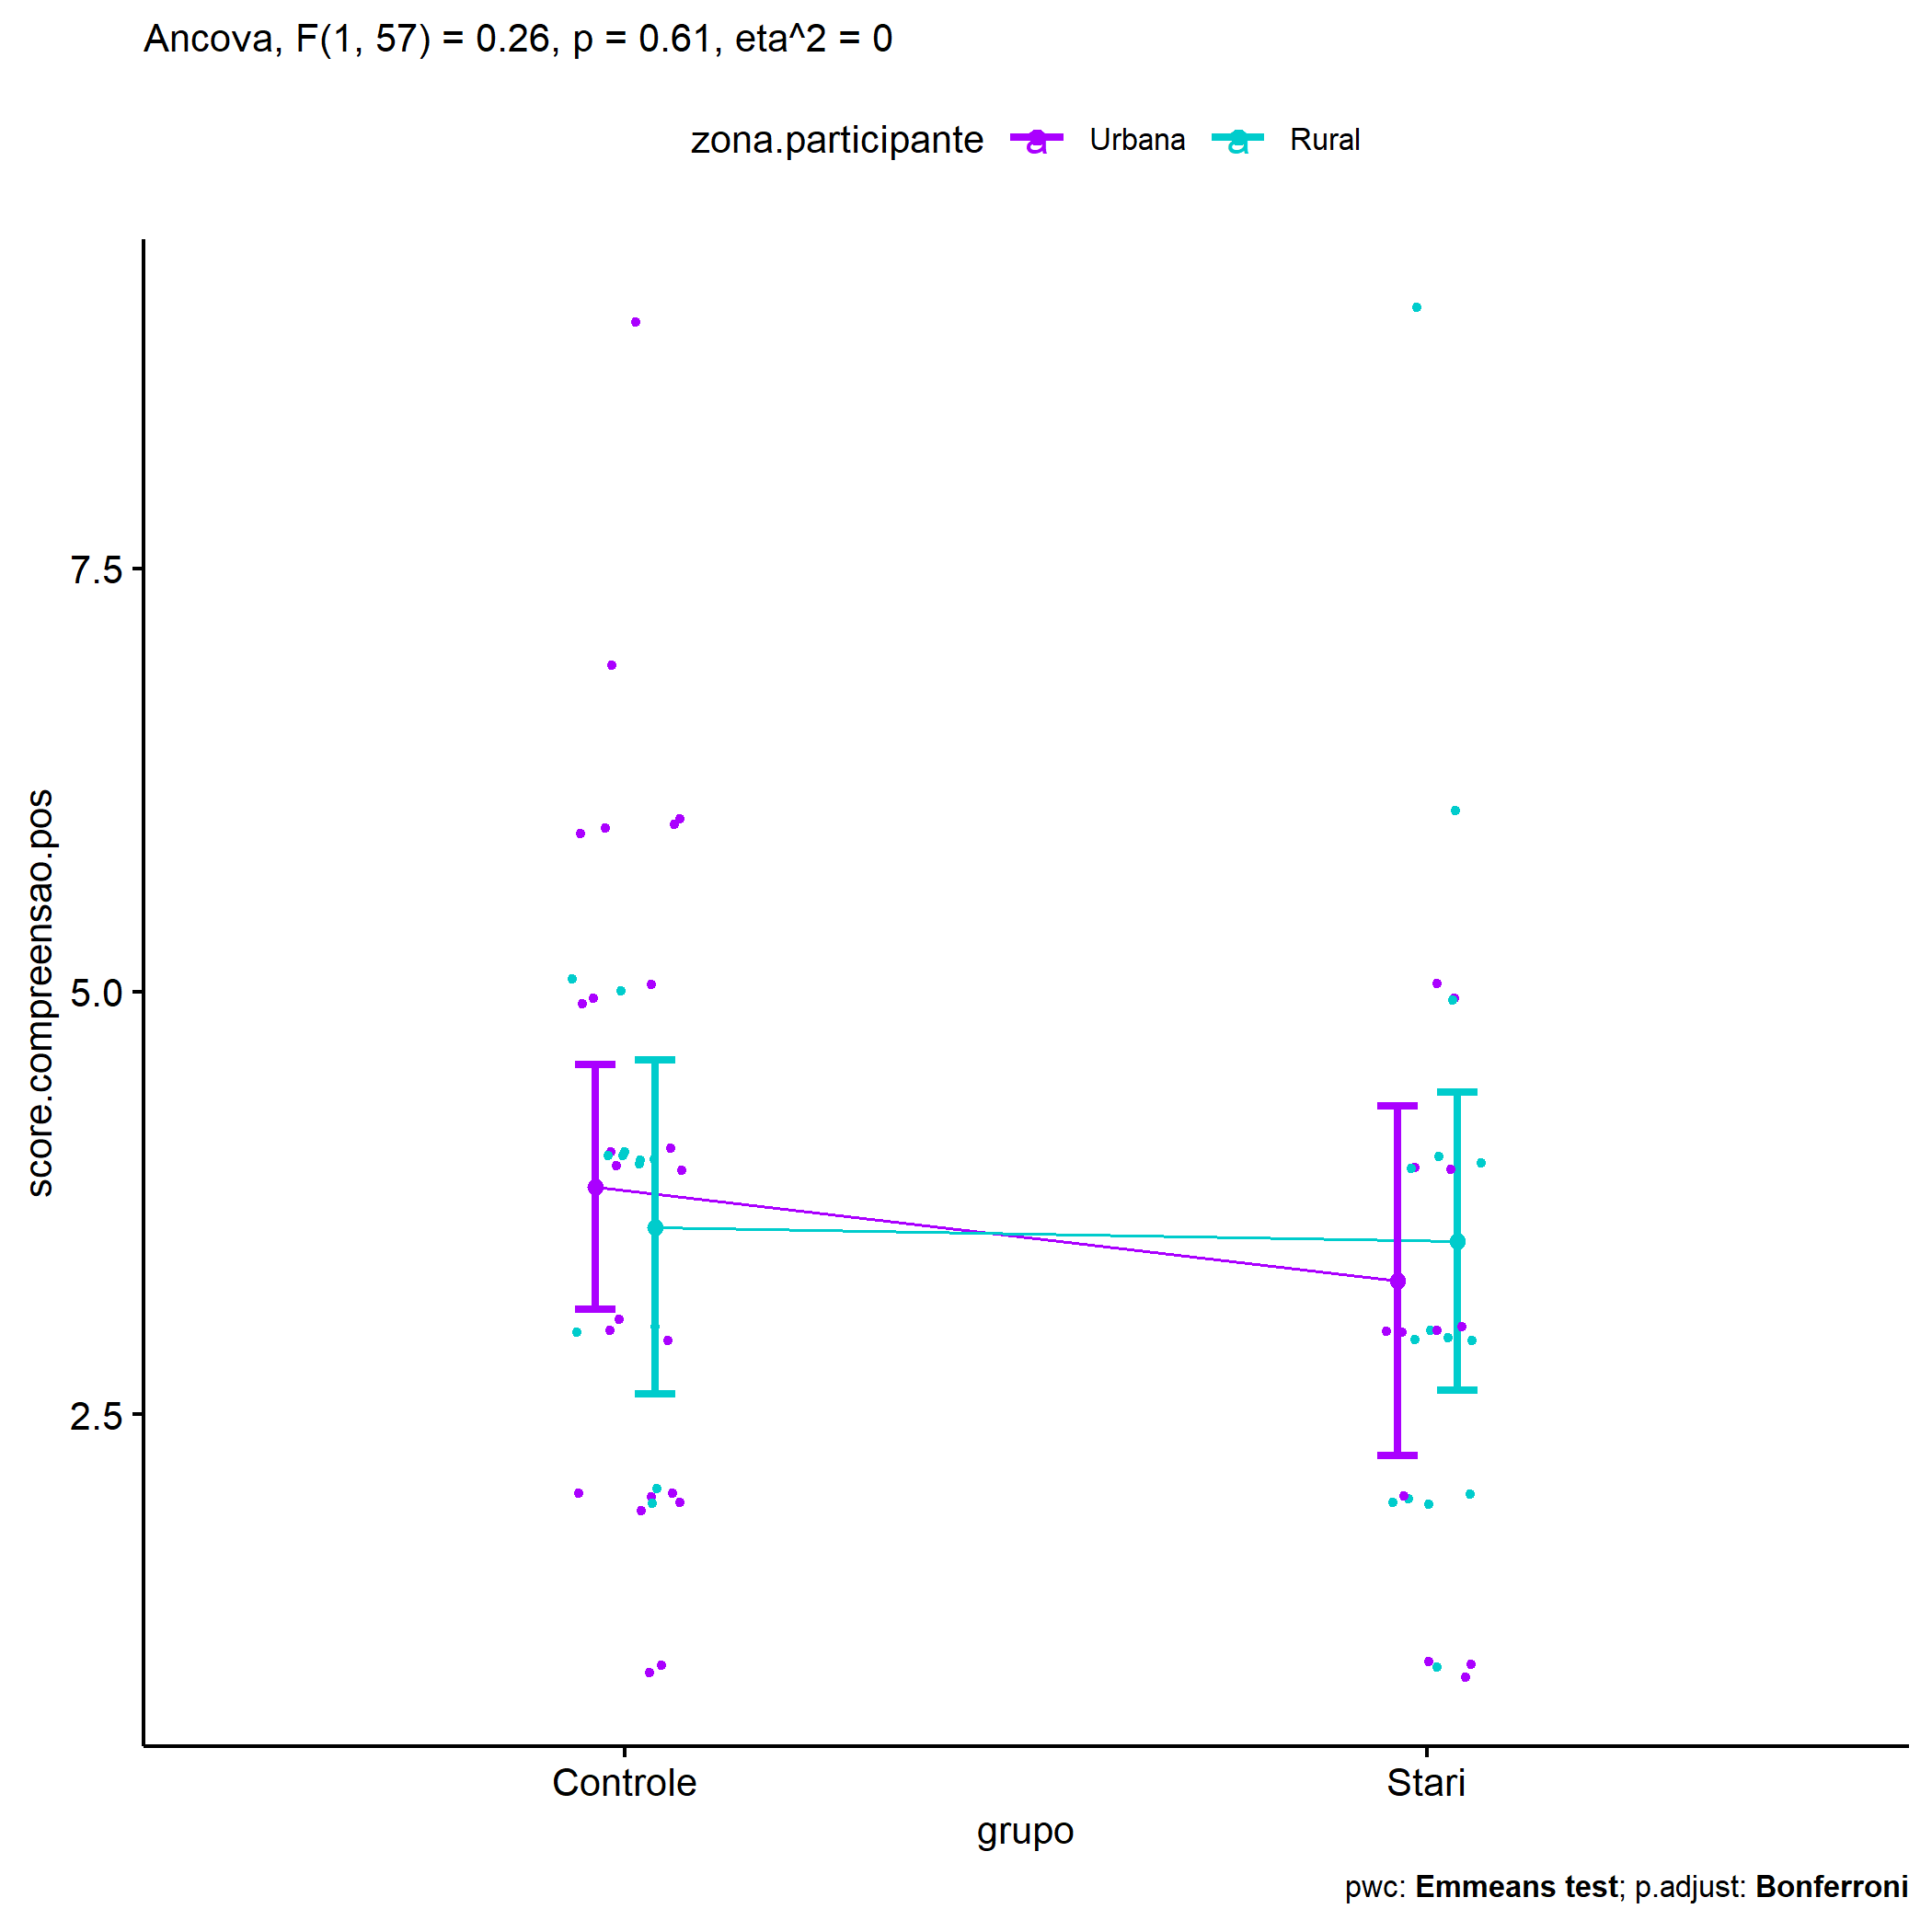 Ancova, F(1, 57) = 0.26, p = 0.61, eta^2 = 0
zona.participante a Urbana a Rural
score.compreensao.pos
7.5
5.0
2.5
Controle Stari
grupo
pwc: Emmeans test; p.adjust: Bonferroni